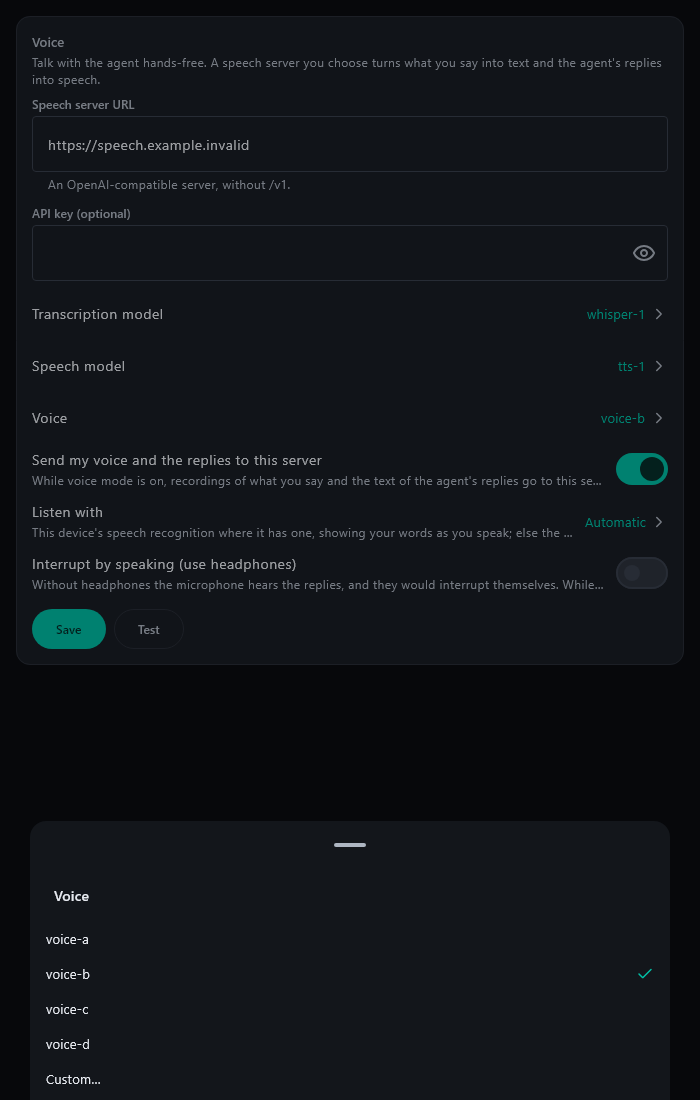 Voice
Talk with the agent hands-free. A speech server you choose turns what you say into text and the agent's replies
into speech.
Speech server URL
https://speech.example.invalid
An OpenAI-compatible server, without /v1.
API key (optional)
Transcription model whisper-1
Speech model tts-1
Voice voice-b
Send my voice and the replies to this server
While voice mode is on, recordings of what you say and the text of the agent's replies go to this se...
Listen with
Automatic
This device's speech recognition where it has one, showing your words as you speak; else the ...
Interrupt by speaking (use headphones)
Without headphones the microphone hears the replies, and they would interrupt themselves. While...
Save Test
Voice
voice-a
voice-b
voice-c
voice-d
Custom...